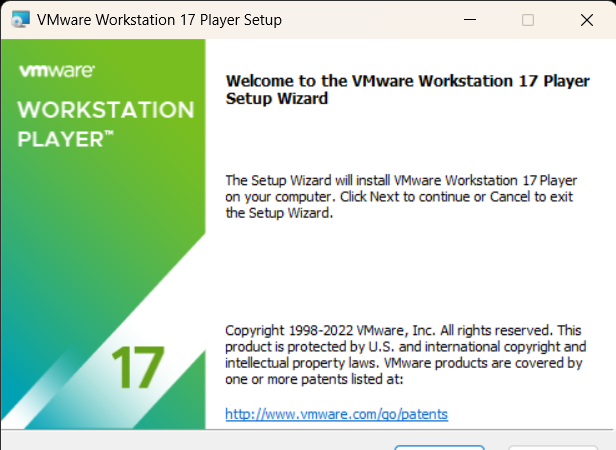 VMware Workstation 17 Player Setup
vmware®
WORKSTATION
PLAYER™
Welcome to the VMware Workstation 17 Player
Setup Wizard
The Setup Wizard will install VMware Workstation 17 Player
on your computer. Click Next to continue or Cancel to exit
the Setup Wizard.
Copyright 1998-2022 VMware, Inc. All rights reserved. This
product is protected by U.S. and international copyright and
intellectual property laws. VMware products are covered by
one or more patents listed at:
17
http://www.vmware.com/go/patents